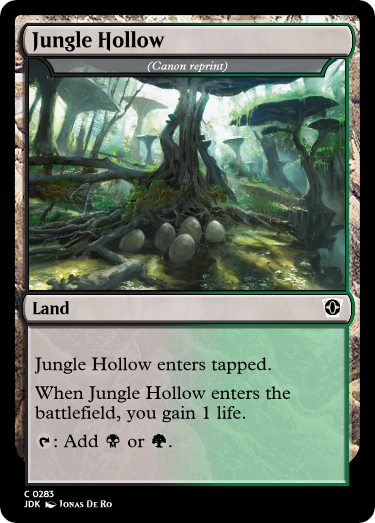 Jungle Hollow
(Canon reprint)
Land
Jungle Hollow enters tapped.
When Jungle Hollow enters the
battlefield, you gain 1 life.
: Add or .
C 0283
JDK Jonas De Ro